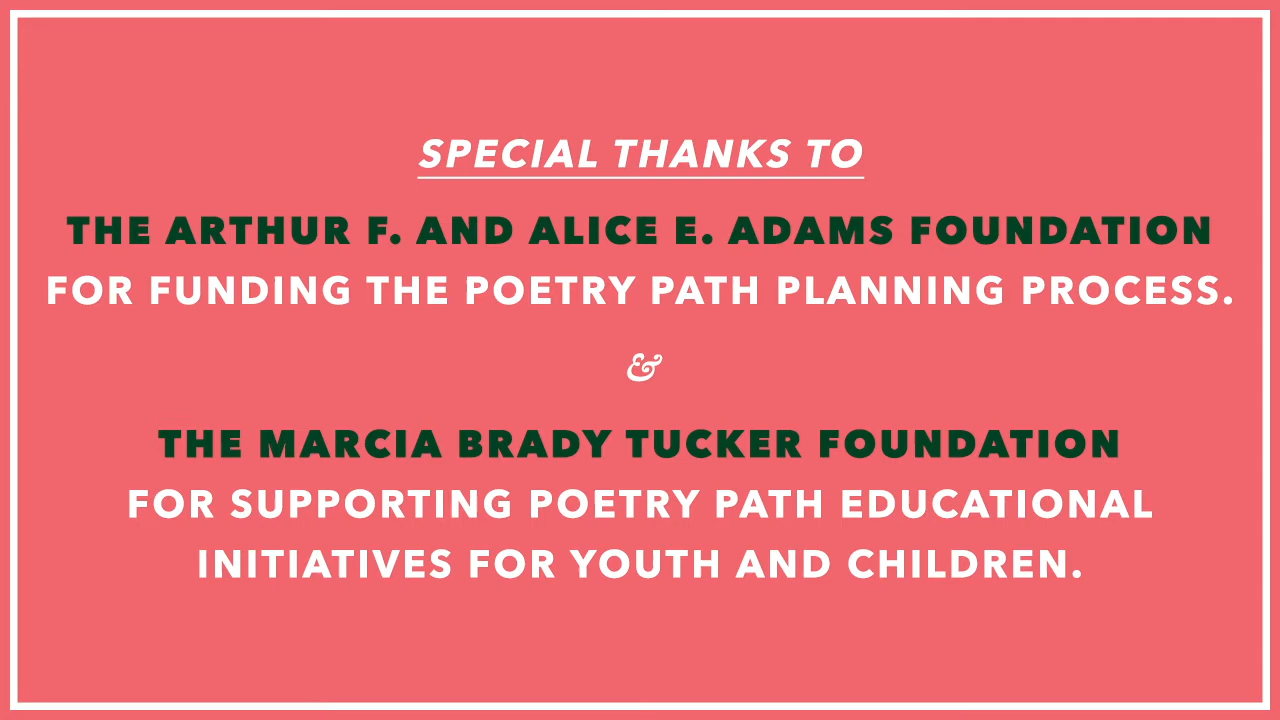 SPECIAL THANKS TO
THE ARTHUR F. AND ALICE E. ADAMS FOUNDATION
FOR FUNDING THE POETRY PATH PLANNING PROCESS.
&
THE MARCIA BRADY TUCKER FOUNDATION
FOR SUPPORTING POETRY PATH EDUCATIONAL
INITIATIVES FOR YOUTH AND CHILDREN.